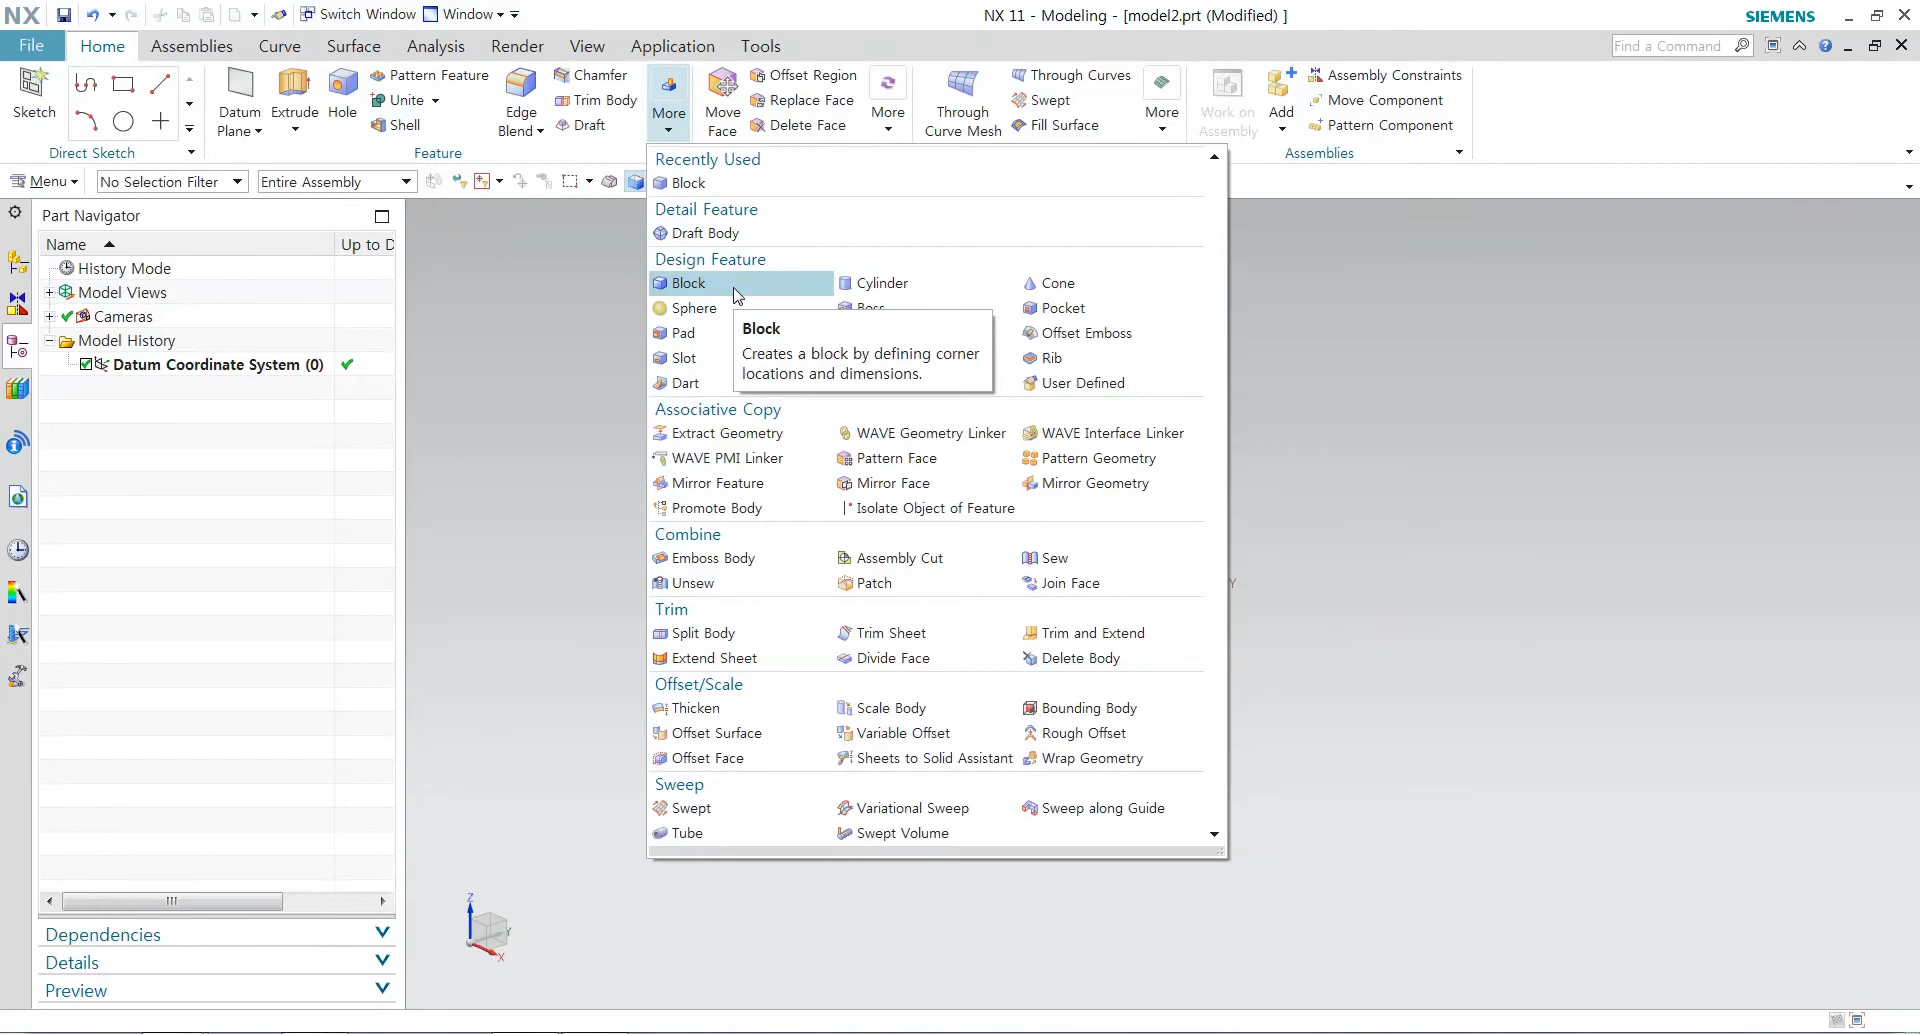 NX Switch Window Window NX 11 - Modeling - [model2.prt (Modified) ] SIEMENS
File Home Assemblies Curve Surface Analysis Render View Application Tools Find a Command
Sketch Datum Plane Extrude Hole Pattern Feature Unite Shell Edge Blend Chamfer Trim Body Draft More Move Face Offset Region Replace Face Delete Face More Through Curve Mesh Through Curves Swept Fill Surface More Work on Assembly Add Assembly Constraints Move Component Pattern Component
Direct Sketch Feature Assemblies
Menu No Selection Filter Entire Assembly
Part Navigator
Name Up to D
History Mode
Model Views
Cameras
Model History
Datum Coordinate System (0)
Dependencies
Details
Preview
Recently Used
Block
Detail Feature
Draft Body
Design Feature
Block Cylinder Cone
Sphere Boss Pocket
Pad Offset Emboss
Slot Rib
Dart User Defined
Block
Creates a block by defining corner
locations and dimensions.
Associative Copy
Extract Geometry WAVE Geometry Linker WAVE Interface Linker
WAVE PMI Linker Pattern Face Pattern Geometry
Mirror Feature Mirror Face Mirror Geometry
Promote Body Isolate Object of Feature
Combine
Emboss Body Assembly Cut Sew
Unsew Patch Join Face
Trim
Split Body Trim Sheet Trim and Extend
Extend Sheet Divide Face Delete Body
Offset/Scale
Thicken Scale Body Bounding Body
Offset Surface Variable Offset Rough Offset
Offset Face Sheets to Solid Assistant Wrap Geometry
Sweep
Swept Variational Sweep Sweep along Guide
Tube Swept Volume
Y
Z
Y
X